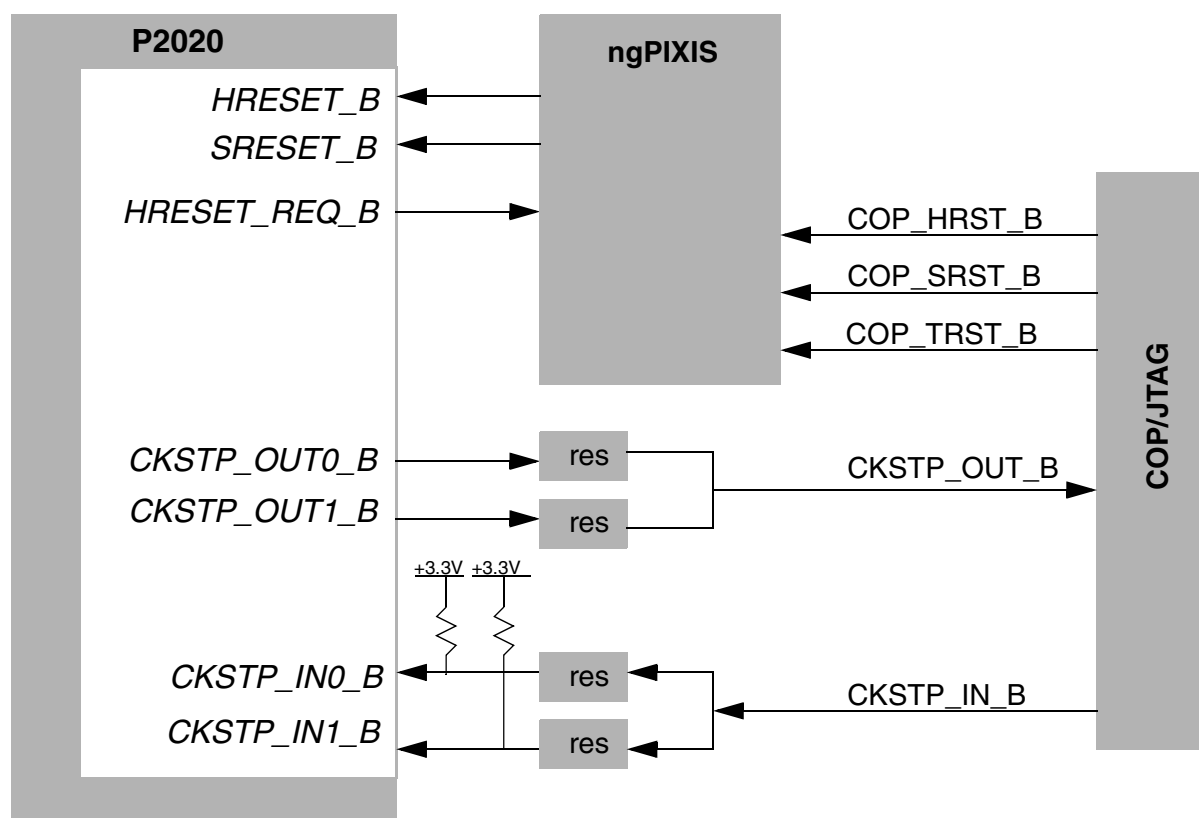 P2020
ngPIXIS
HRESET_B
SRESET_B
HRESET_REQ_B
COP_HRST_B
COP_SRST_B
COP_TRST_B
COP/JTAG
CKSTP_OUT0_B
res
CKSTP_OUT_B
CKSTP_OUT1_B
res
+3.3V +3.3V
CKSTP_IN0_B
res
CKSTP_IN_B
CKSTP_IN1_B
res